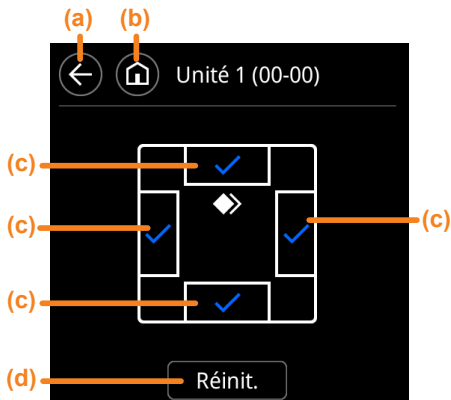 (a) (b)
Unité 1 (00-00)
(c)
(c) (c)
(c)
(d) Réinit.